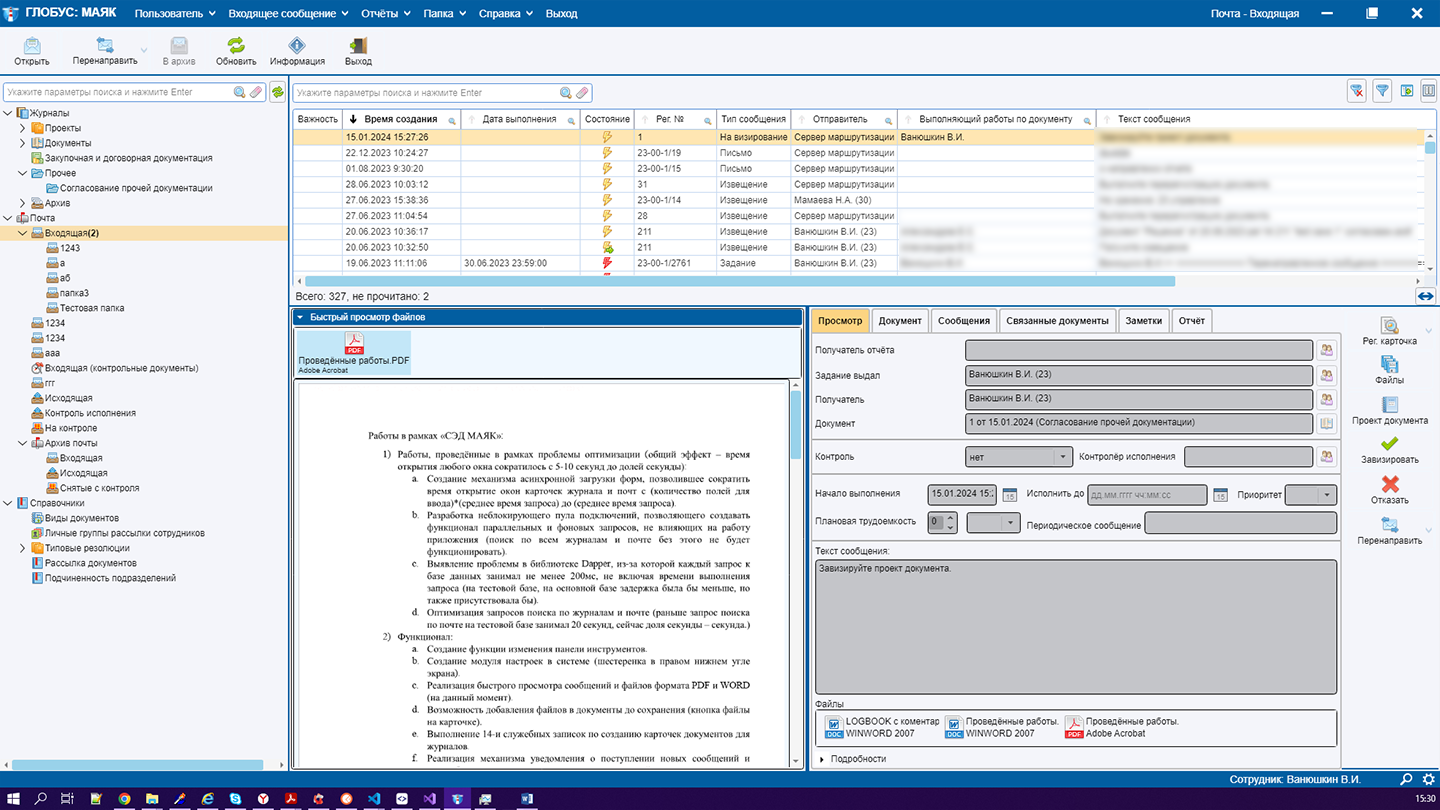 ГЛОБУС: МАЯК Пользователь Входящее сообщение Отчёты Папка Справка Выход Почта - Входящая
Открыть Перенаправить В архив Обновить Информация Выход
Укажите параметры поиска и нажмите Enter
Журналы
Проекты
Документы
Закупочная и договорная документация
Прочее
Согласование прочей документации
Архив
Почта
Входящая(2)
1243
а
аб
папка3
Тестовая папка
1234
1234
ааа
Входящая (контрольные документы)
ггг
Исходящая
Контроль исполнения
На контроле
Архив почты
Входящая
Исходящая
Снятые с контроля
Справочники
Виды документов
Личные группы рассылки сотрудников
Типовые резолюции
Рассылка документов
Подчиненность подразделений
Укажите параметры поиска и нажмите Enter
Важность Время создания Дата выполнения Состояние Рег. № Тип сообщения Отправитель Выполняющий работы по документу Текст сообщения
15.01.2024 15:27:26 1 На визирование Сервер маршрутизации Ванюшкин В.И.
22.12.2023 10:24:27 23-00-1/19 Письмо Сервер маршрутизации
01.08.2023 9:30:20 23-00-1/15 Письмо Сервер маршрутизации
28.06.2023 10:03:12 31 Извещение Сервер маршрутизации
27.06.2023 15:38:36 23-00-1/14 Извещение Мамаева Н.А. (30)
27.06.2023 11:04:54 28 Извещение Сервер маршрутизации
20.06.2023 10:36:17 211 Извещение Ванюшкин В.И. (23)
20.06.2023 10:32:50 211 Извещение Ванюшкин В.И. (23)
19.06.2023 11:11:06 30.06.2023 23:59:00 23-00-1/2761 Задание Ванюшкин В.И. (23)
Всего: 327, не прочитано: 2
Быстрый просмотр файлов
PDF
Проведённые работы.PDF
Adobe Acrobat
Работы в рамках «СЭД МАЯК»:
1) Работы, проведённые в рамках проблемы оптимизации (общий эффект – время
открытия любого окна сократилось с 5-10 секунд до долей секунды):
a. Создание механизма асинхронной загрузки форм, позволившее сократить
время открытие окон карточек журнала и почт с (количество полей для
ввода)*(среднее время запроса) до (среднее время запроса).
b. Разработка неблокирующего пула подключений, позволяющего создавать
функционал параллельных и фоновых запросов, не влияющих на работу
приложения (поиск по всем журналам и почте без этого не будет
функционировать).
c. Выявление проблемы в библиотеке Dapper, из-за которой каждый запрос к
базе данных занимал не менее 200мс, не включая времени выполнения
запроса (на тестовой базе, на основной базе задержка была бы меньше, но
также присутствовала бы).
d. Оптимизация запросов поиска по журналам и почте (раньше запрос поиска
по почте на тестовой базе занимал 20 секунд, сейчас доля секунды – секунда.)
2) Функционал:
a. Создание функции изменения панели инструментов.
b. Создание модуля настроек в системе (шестеренка в правом нижнем угле
экрана).
c. Реализация быстрого просмотра сообщений и файлов формата PDF и WORD
(на данный момент).
d. Возможность добавления файлов в документы до сохранения (кнопка файлы
на карточке).
e. Выполнение 14-и служебных записок по созданию карточек документов для
журналов.
f. Реализация механизма уведомления о поступлении новых сообщений и
Просмотр Документ Сообщения Связанные документы Заметки Отчёт
Получатель отчёта
Задание выдал Ванюшкин В.И. (23)
Получатель Ванюшкин В.И. (23)
Документ 1 от 15.01.2024 (Согласование прочей документации)
Контроль нет Контролёр исполнения
Начало выполнения 15.01.2024 15: 15 Исполнить до дд.мм.гггг чч:мм:сс 15 Приоритет
Плановая трудоемкость 0 Периодическое сообщение
Текст сообщения:
Завизируйте проект документа.
Файлы
DOC LOGBOOK с коментар
WINWORD 2007
DOC Проведённые работы.
WINWORD 2007
PDF Проведённые работы.
Adobe Acrobat
Подробности
Рег. карточка
Файлы
Проект документа
Завизировать
Отказать
Перенаправить
Сотрудник: Ванюшкин В.И.
15:30